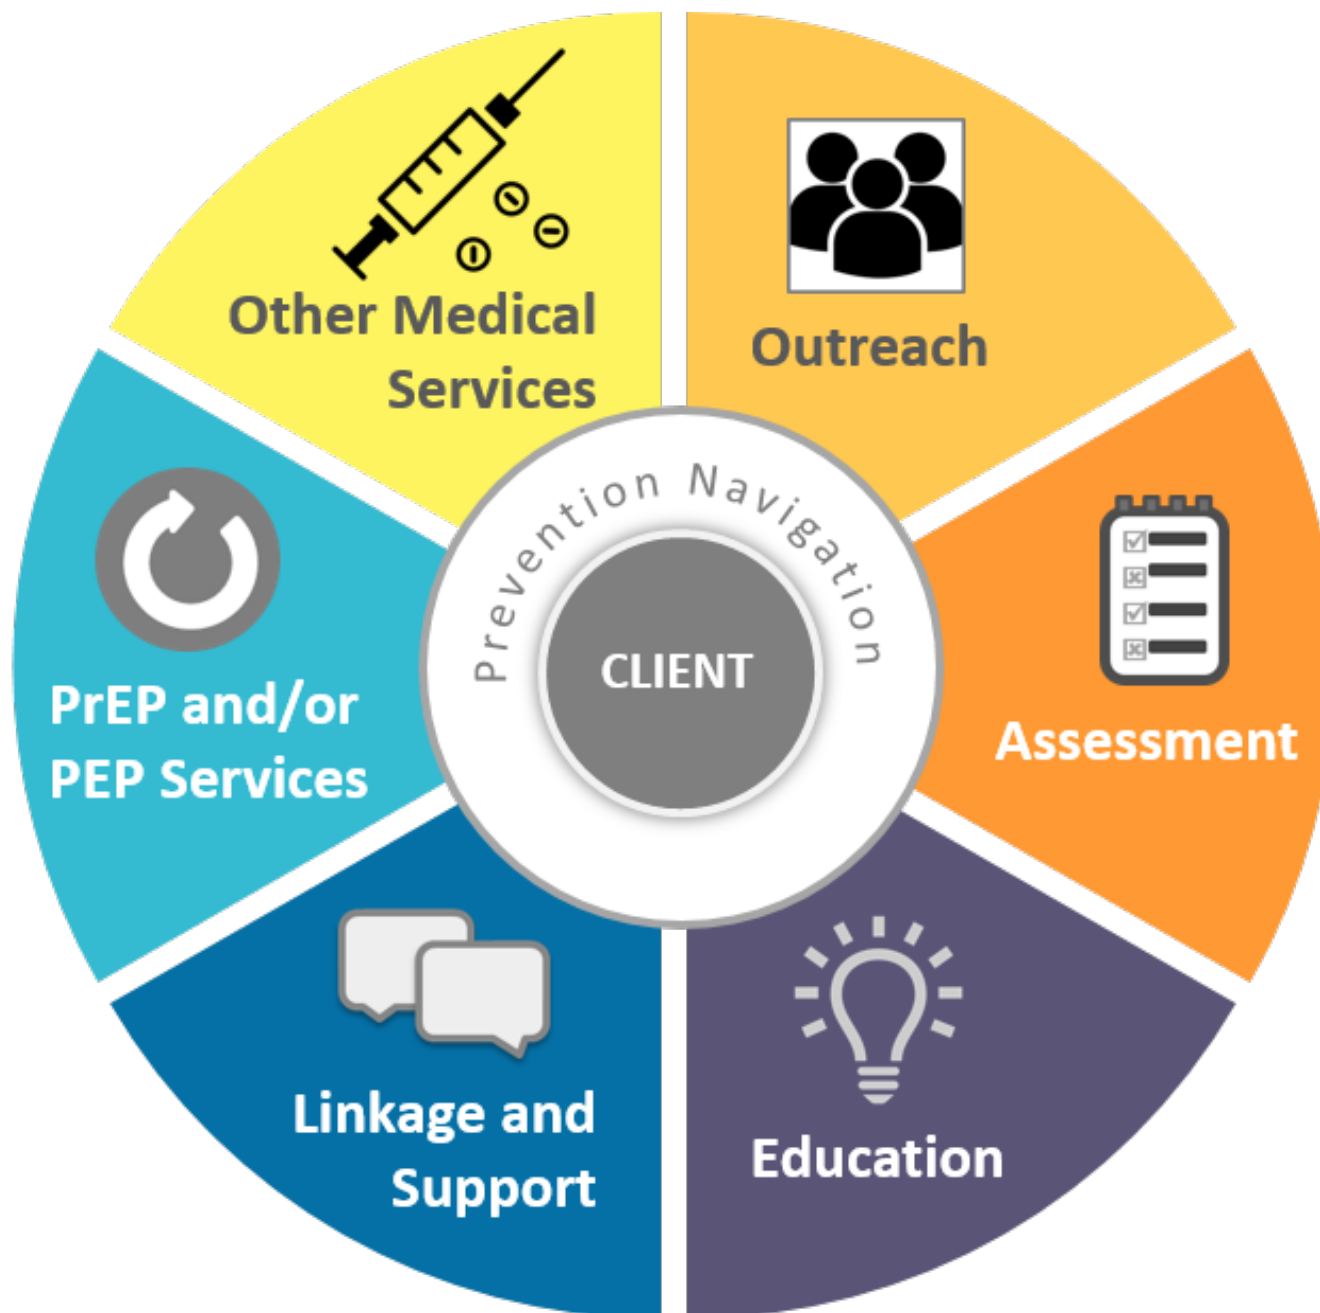 Other Medical
Services
Outreach
Prevention Navigation
CLIENT
Assessment
PrEP and/or
PEP Services
Linkage and
Support
Education